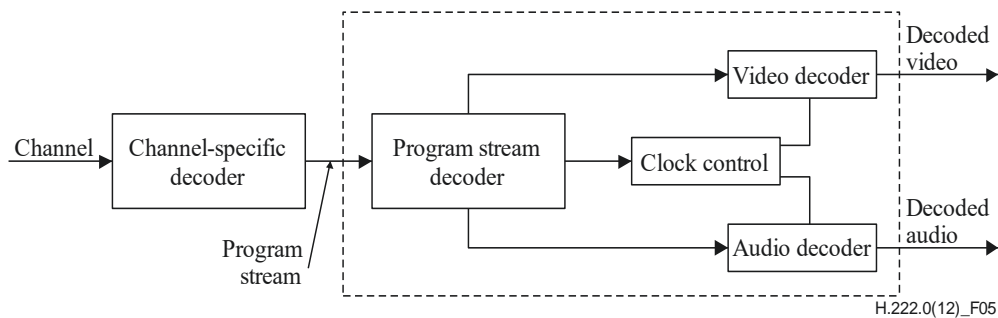 Decoded
video
Video decoder
Channel
Channel-specific
decoder
Program stream
decoder
Clock control
Program
stream
Decoded
audio
Audio decoder
H.222.0(12)_F05